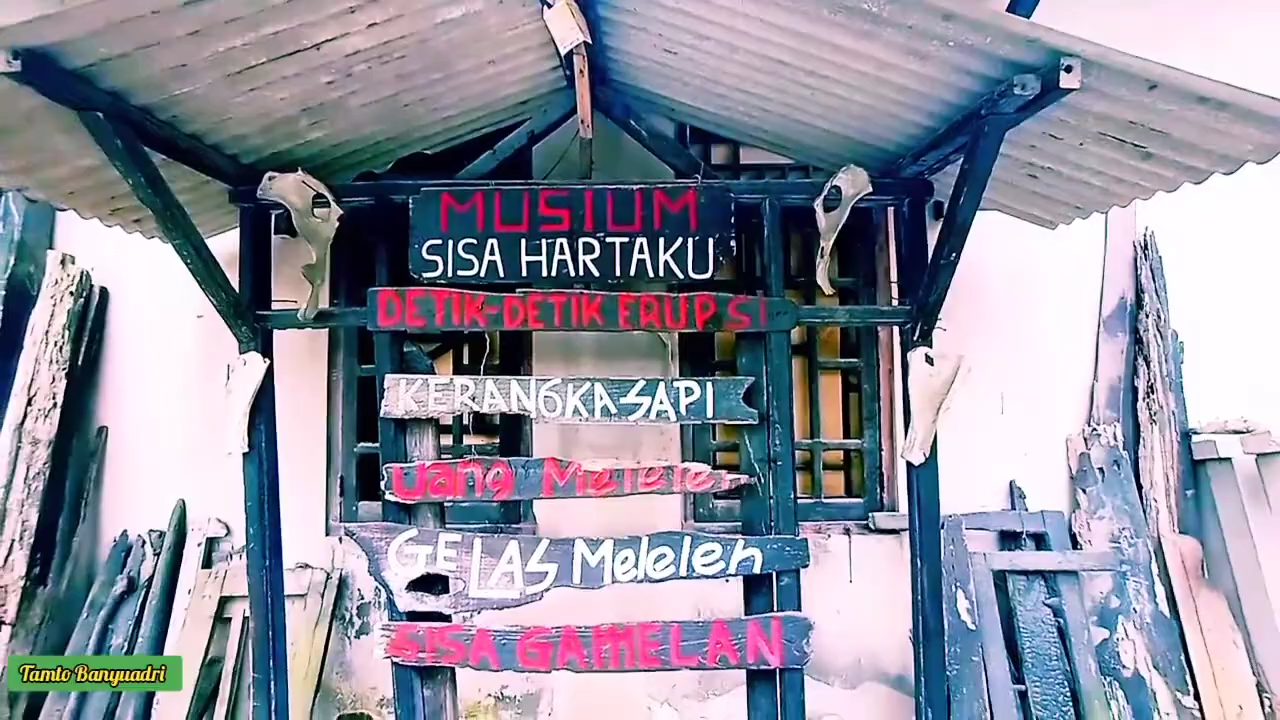 MUSIUM
SISA HARTAKU
DETIK-DETIK ERUPSI...
KERANGKA SAPI
uang Meleleh
GELAS Meleleh
SISA GAMELAN
Tamto Banyuadri